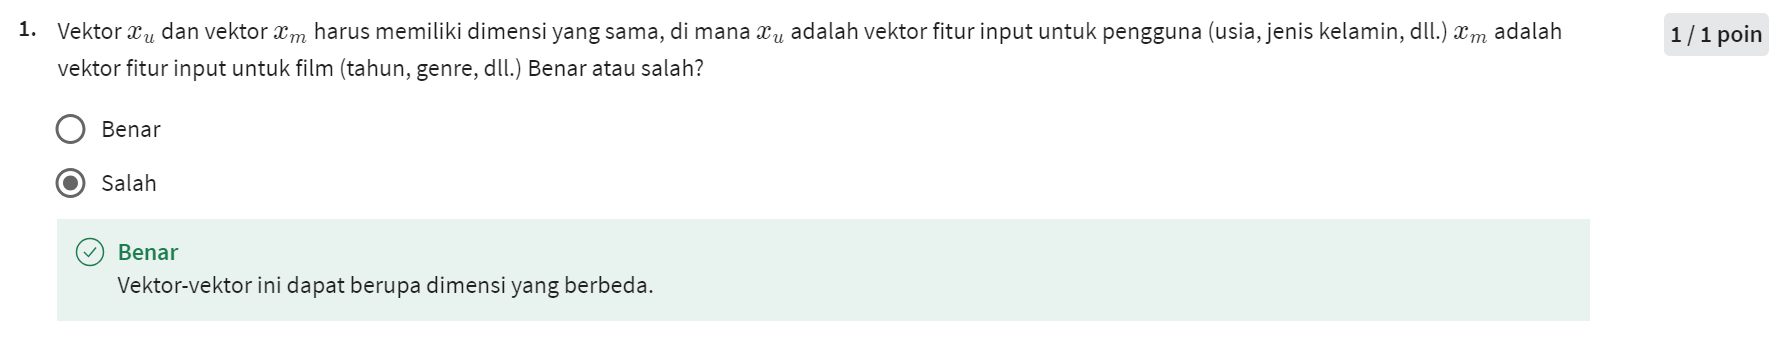 1. Vektor x_u dan vektor x_m harus memiliki dimensi yang sama, di mana x_u adalah vektor fitur input untuk pengguna (usia, jenis kelamin, dll.) x_m adalah
1 / 1 poin
vektor fitur input untuk film (tahun, genre, dll.) Benar atau salah?
Benar
Salah
Benar
Vektor-vektor ini dapat berupa dimensi yang berbeda.